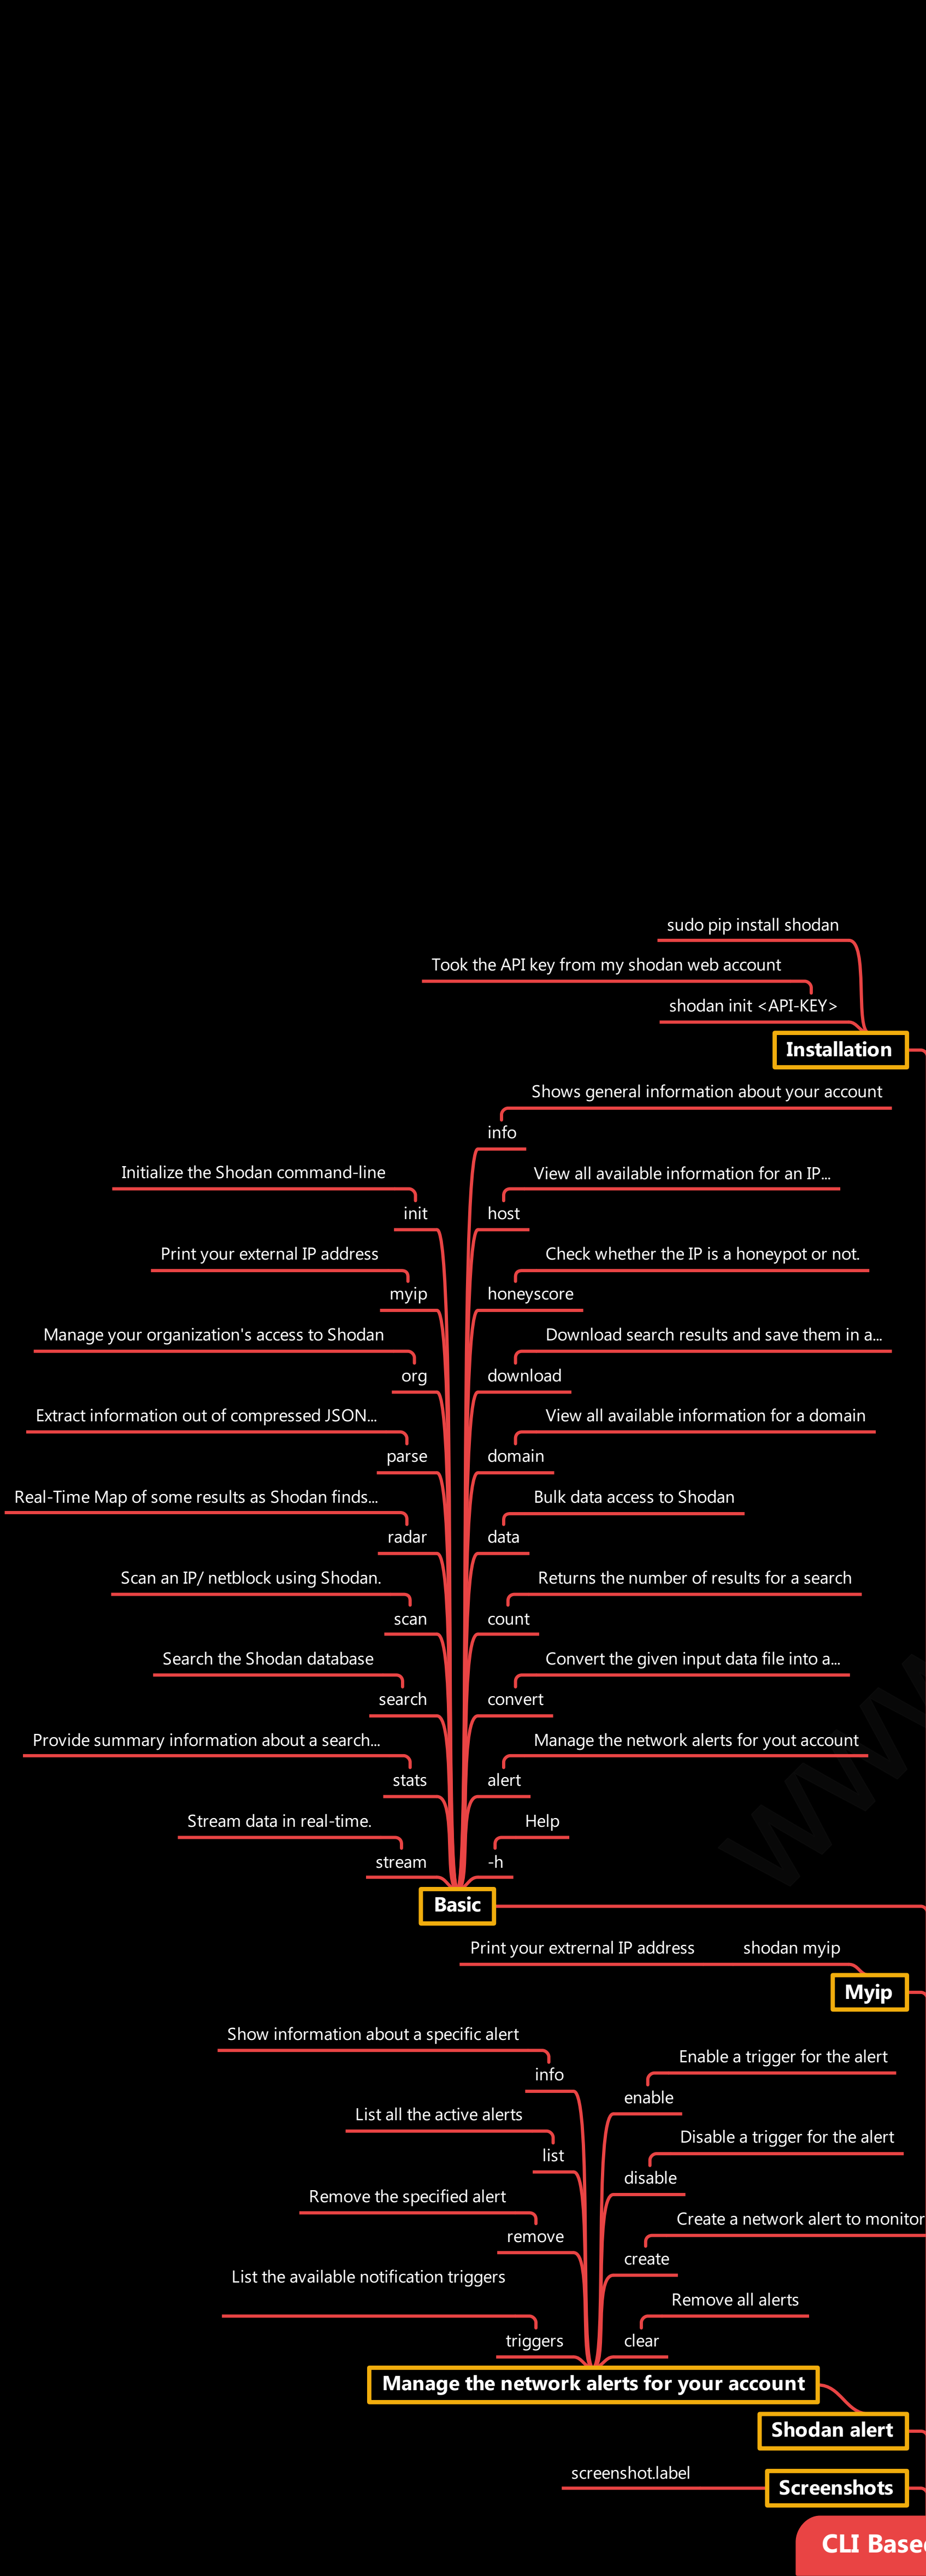 sudo pip install shodan
Took the API key from my shodan web account
shodan init <API-KEY>
Installation
Shows general information about your account
info
Initialize the Shodan command-line
init
View all available information for an IP...
host
Print your external IP address
myip
Check whether the IP is a honeypot or not.
honeyscore
Manage your organization's access to Shodan
org
Download search results and save them in a...
download
Extract information out of compressed JSON...
parse
View all available information for a domain
domain
Real-Time Map of some results as Shodan finds...
radar
Bulk data access to Shodan
data
Scan an IP/ netblock using Shodan.
scan
Returns the number of results for a search
count
Search the Shodan database
search
Convert the given input data file into a...
convert
Provide summary information about a search...
stats
Manage the network alerts for yout account
alert
Stream data in real-time.
stream
Help
-h
Basic
Print your extrernal IP address
shodan myip
Myip
Show information about a specific alert
info
Enable a trigger for the alert
enable
List all the active alerts
list
Disable a trigger for the alert
disable
Remove the specified alert
remove
Create a network alert to monitor
create
List the available notification triggers
triggers
Remove all alerts
clear
Manage the network alerts for your account
Shodan alert
screenshot.label
Screenshots
CLI Base